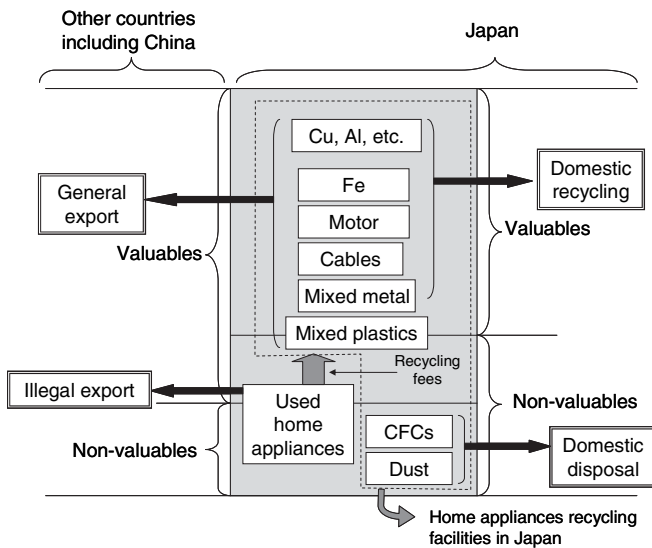 Other countries
including China
Japan
Cu, Al, etc.
Domestic
recycling
General
export
Fe
Motor
Valuables
Valuables
Cables
Mixed metal
Mixed plastics
Recycling
fees
Illegal export
Used
home
appliances
Non-valuables
CFCs
Non-valuables
Dust
Domestic
disposal
Home appliances recycling
facilities in Japan